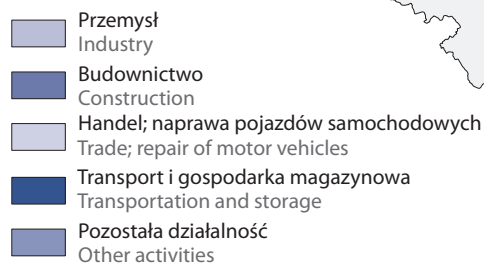 Przemysł
Industry
Budownictwo
Construction
Handel; naprawa pojazdów samochodowych
Trade; repair of motor vehicles
Transport i gospodarka magazynowa
Transportation and storage
Pozostała działalność
Other activities